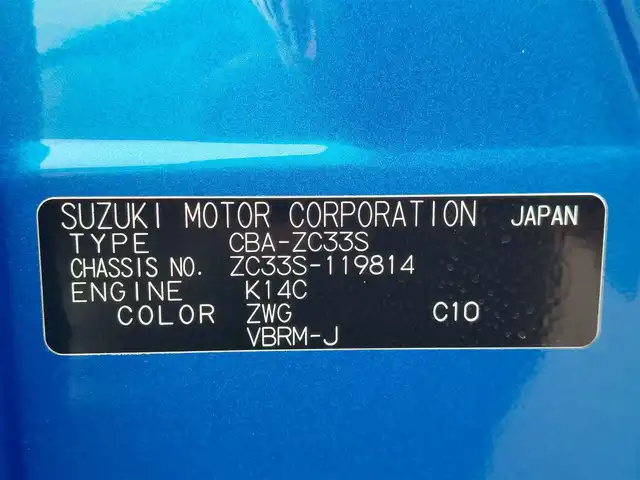 SUZUKI MOTOR CORPORATION JAPAN
TYPE CBA-ZC33S
CHASSIS NO. ZC33S-119814
ENGINE K14C
COLOR ZWG C10
VBRM-J